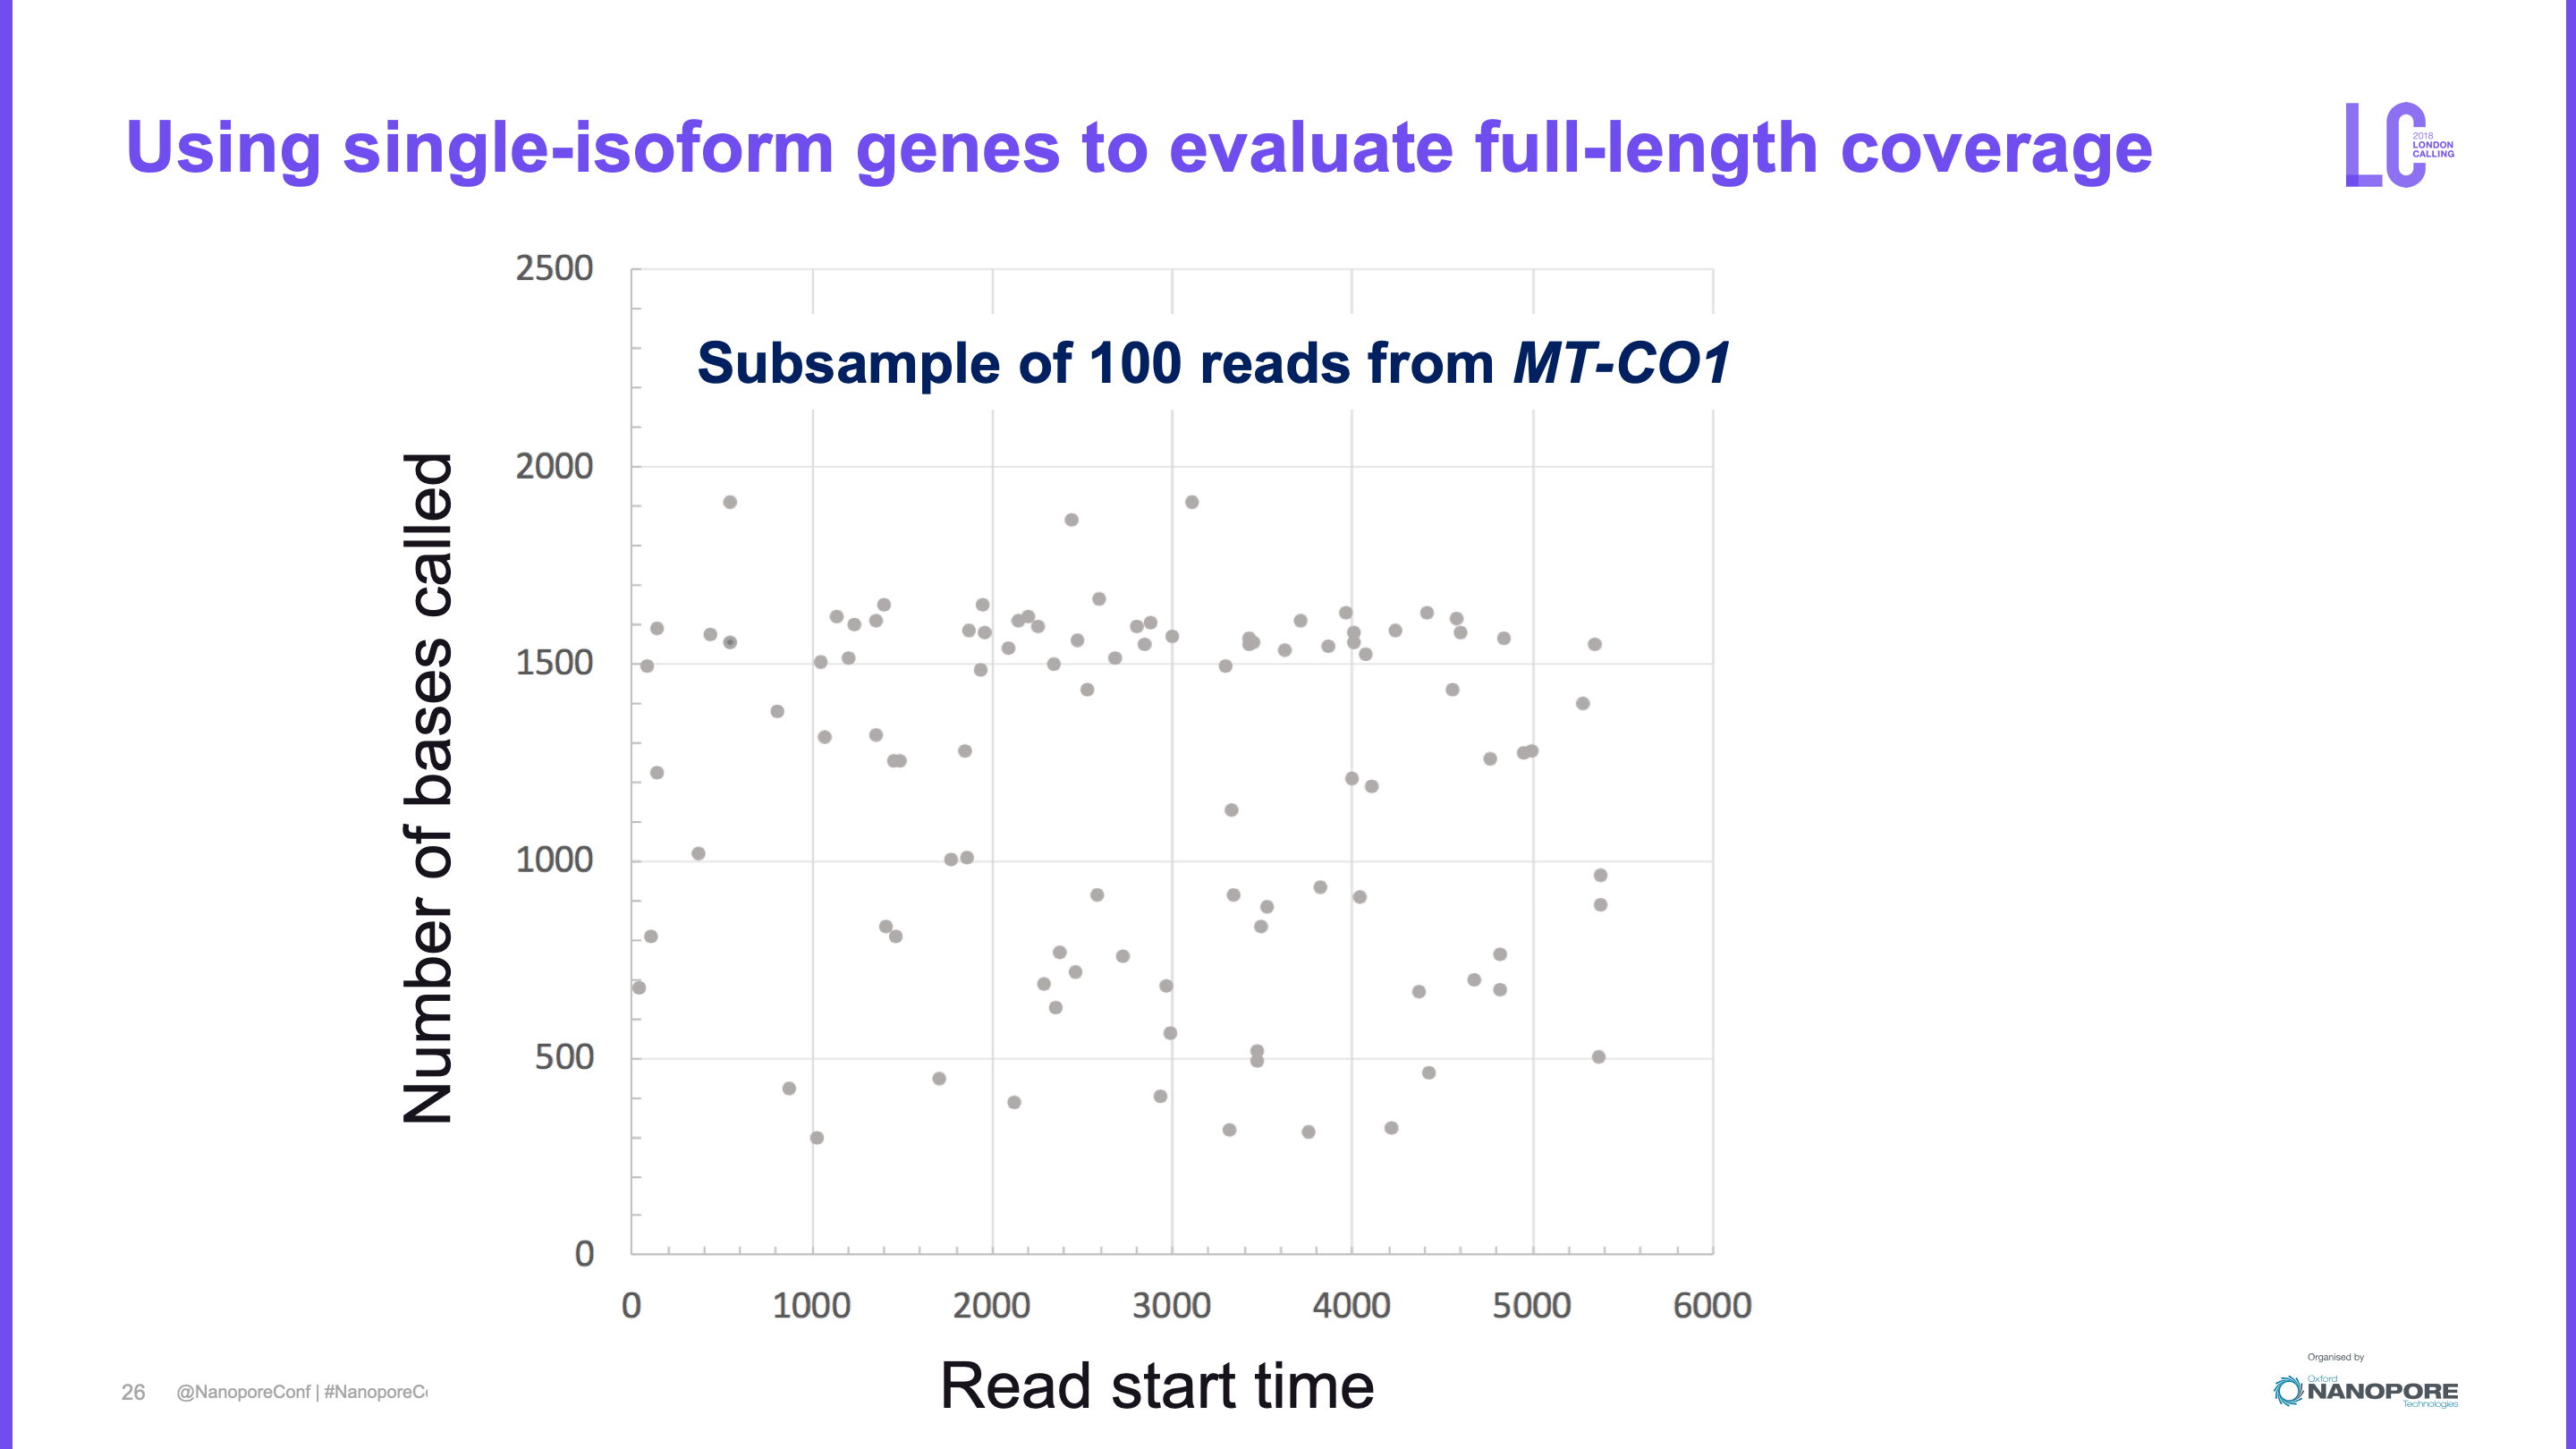 Using single-isoform genes to evaluate full-length coverage
LC
2018
LONDON
CALLING
Subsample of 100 reads from MT-CO1
Number of bases called
2500
2000
1500
1000
500
0
0 1000 2000 3000 4000 5000 6000
Read start time
26 @NanoporeConf | #NanoporeC
Organised by
Oxford
NANOPORE
Technologies